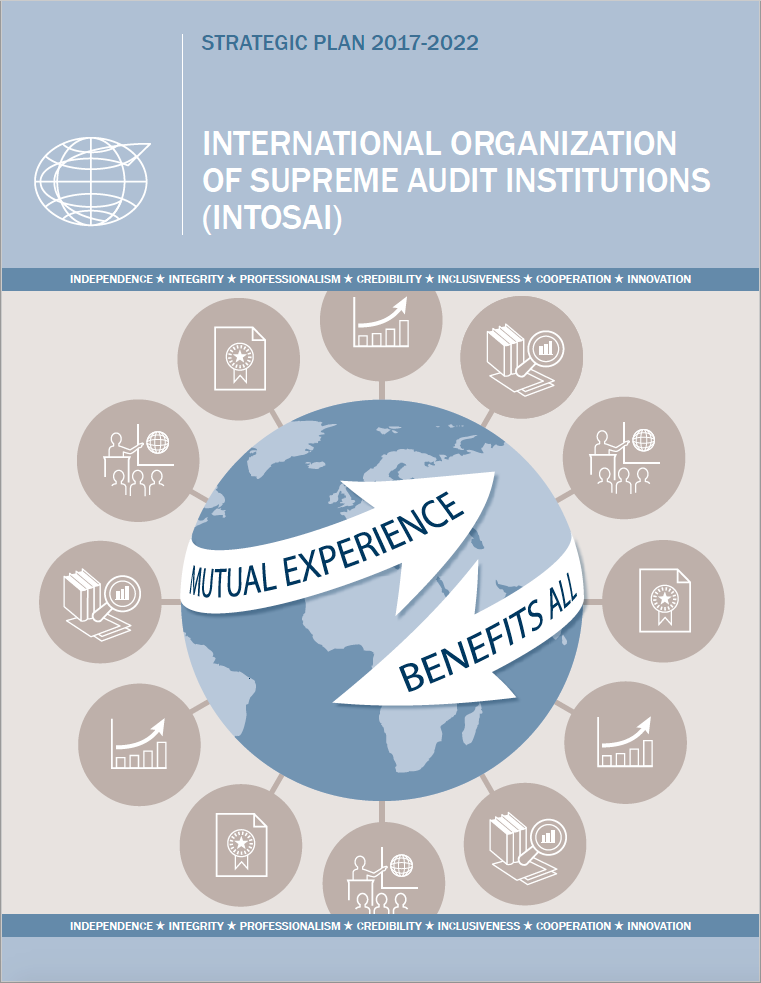 STRATEGIC PLAN 2017-2022
INTERNATIONAL ORGANIZATION
OF SUPREME AUDIT INSTITUTIONS
(INTOSAI)
INDEPENDENCE ★ INTEGRITY ★ PROFESSIONALISM ★ CREDIBILITY ★ INCLUSIVENESS ★ COOPERATION ★ INNOVATION
MUTUAL EXPERIENCE
BENEFITS ALL
INDEPENDENCE ★ INTEGRITY ★ PROFESSIONALISM ★ CREDIBILITY ★ INCLUSIVENESS ★ COOPERATION ★ INNOVATION